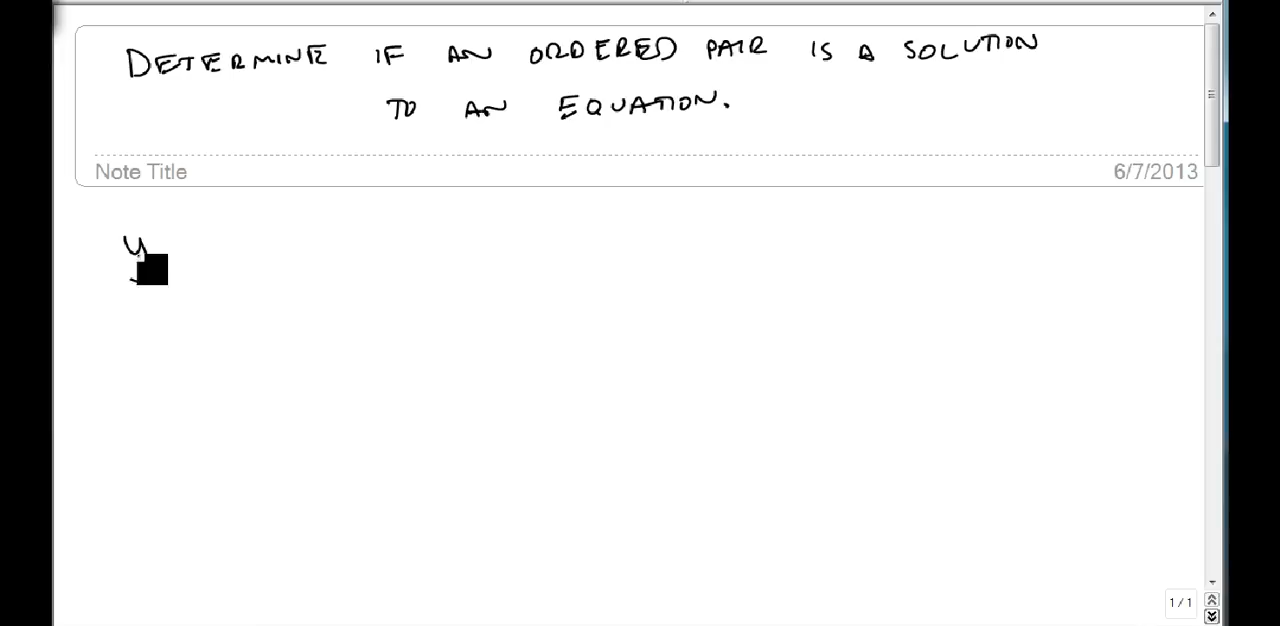 DETERMINE IF AN ORDERED PAIR IS A SOLUTION
TO AN EQUATION.
Note Title
6/7/2013
y
1 / 1